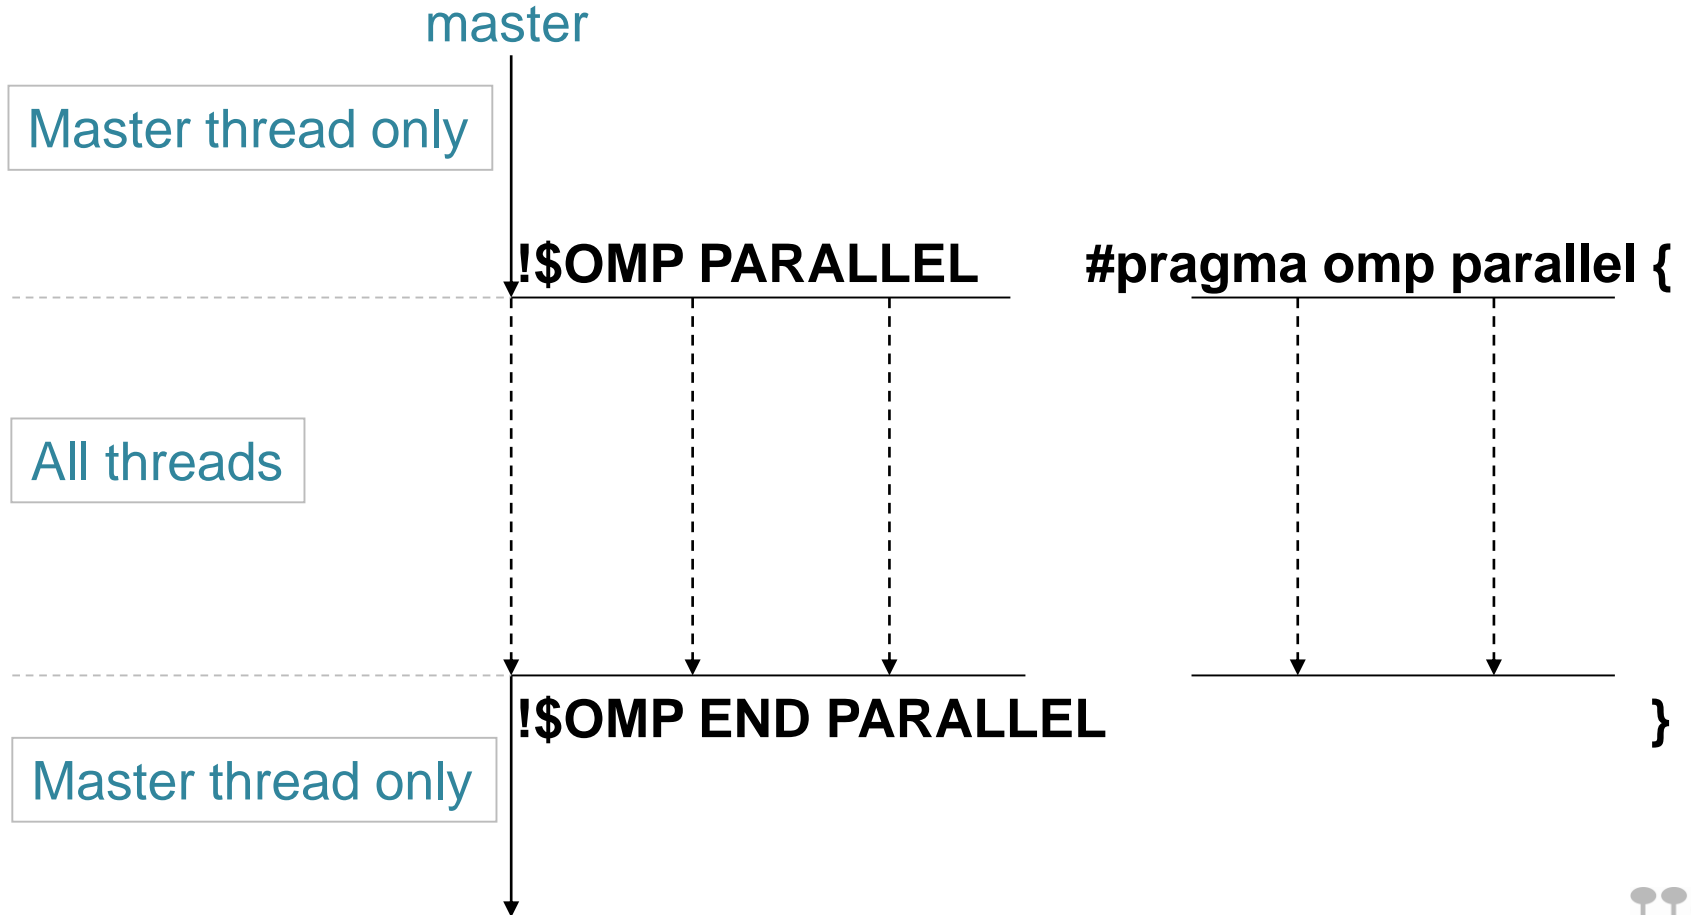 master
Master thread only
!$OMP PARALLEL #pragma omp parallel {
All threads
!$OMP END PARALLEL }
Master thread only